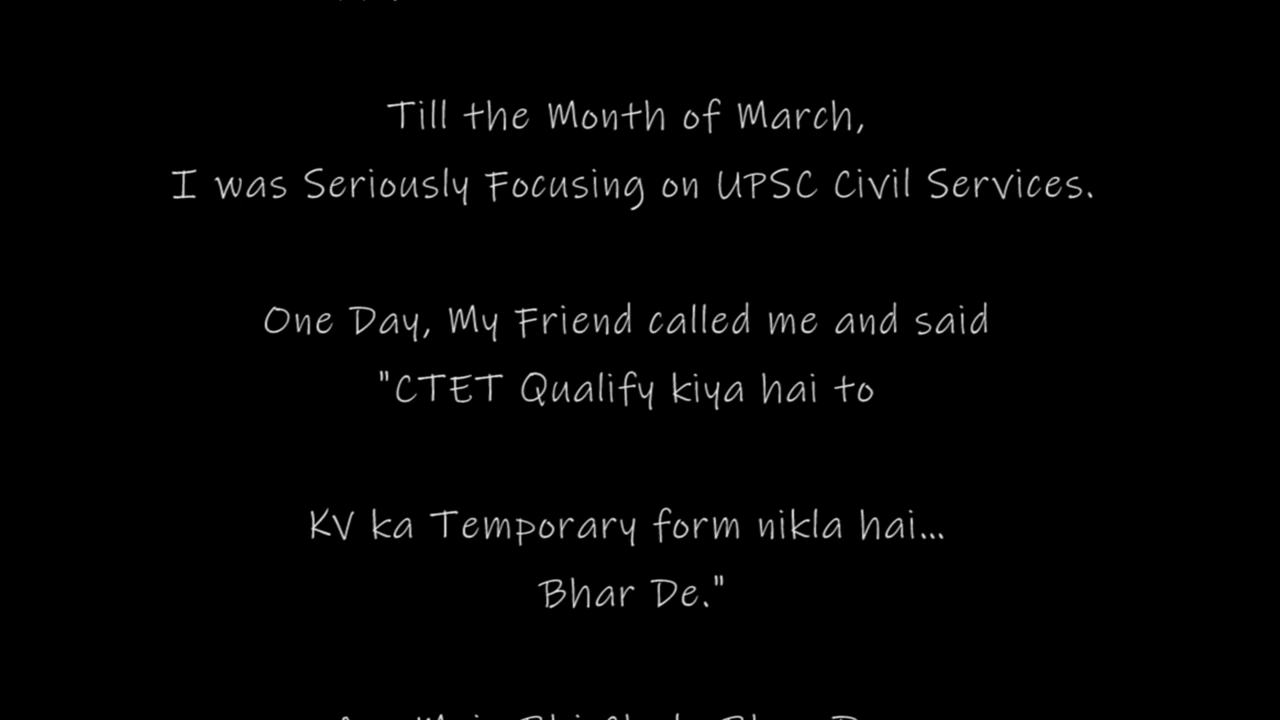 Till the Month of March,
I was Seriously Focusing on UPSC Civil Services.
One Day, My Friend called me and said
"CTET Qualify kiya hai to
KV ka Temporary form nikla hai...
Bhar De."